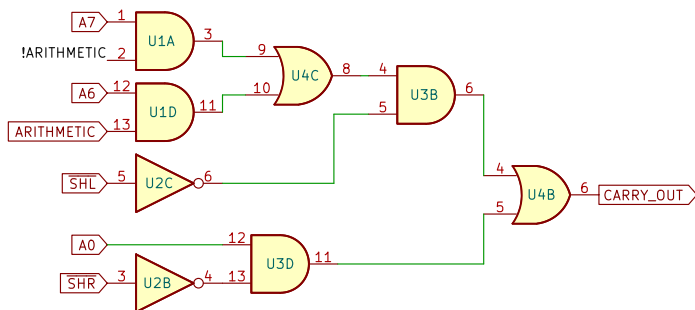 A7 1 U1A 3
!ARITHMETIC 2
9 U4C 8
10
4 U3B 6
5
A6 12 U1D 11
ARITHMETIC 13
SHL 5 U2C 6
4 U4B 6 CARRY_OUT
5
A0 12 U3D 11
SHR 3 U2B 4 13